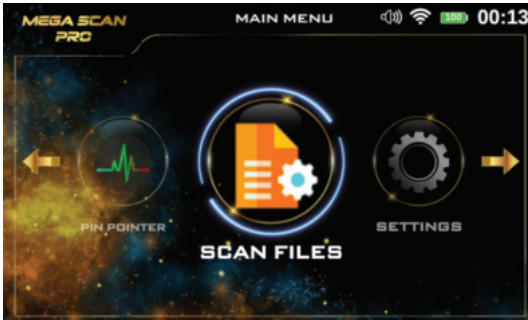 MEGA SCAN
PRO
MAIN MENU
100
00:13
PIN POINTER
SCAN FILES
SETTINGS